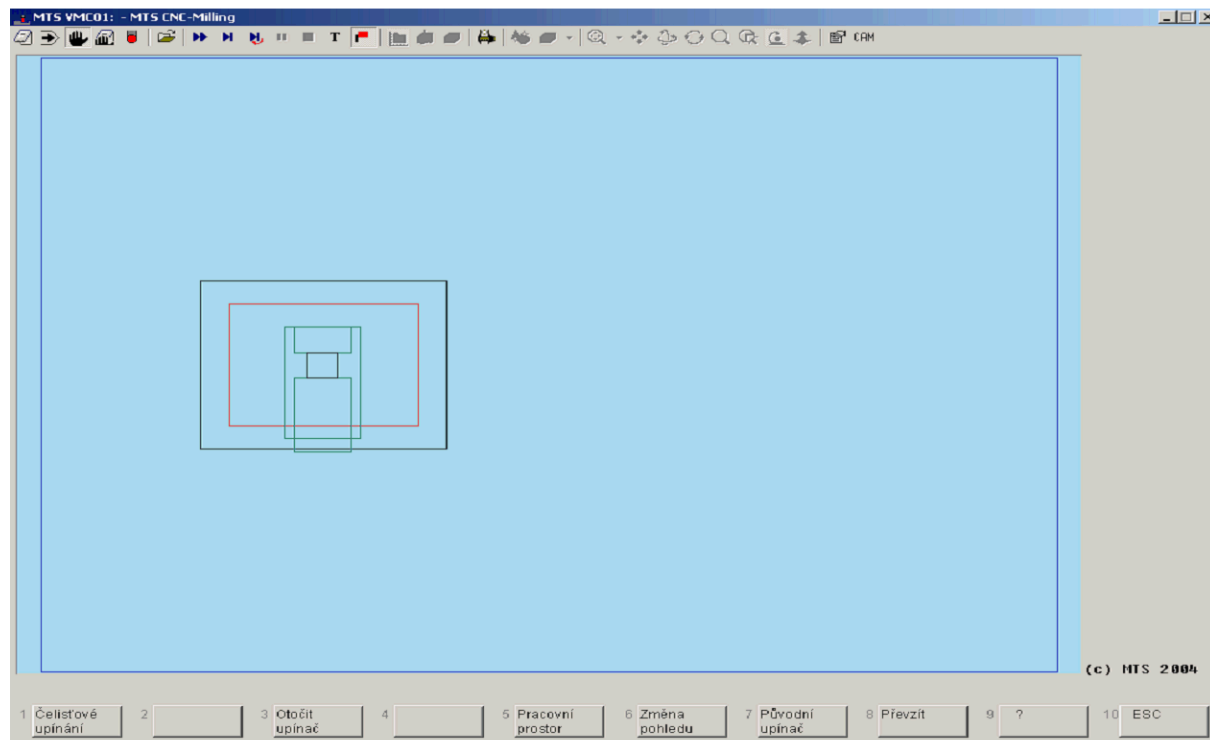 MTS VMC01: - MTS CNC-Milling
T CAM
(c) MTS 2004
1 Čelisťové upínání 2 3 Otočit upínač 4 5 Pracovní prostor 6 Změna pohledu 7 Původní upínač 8 Převzít 9 ? 10 ESC